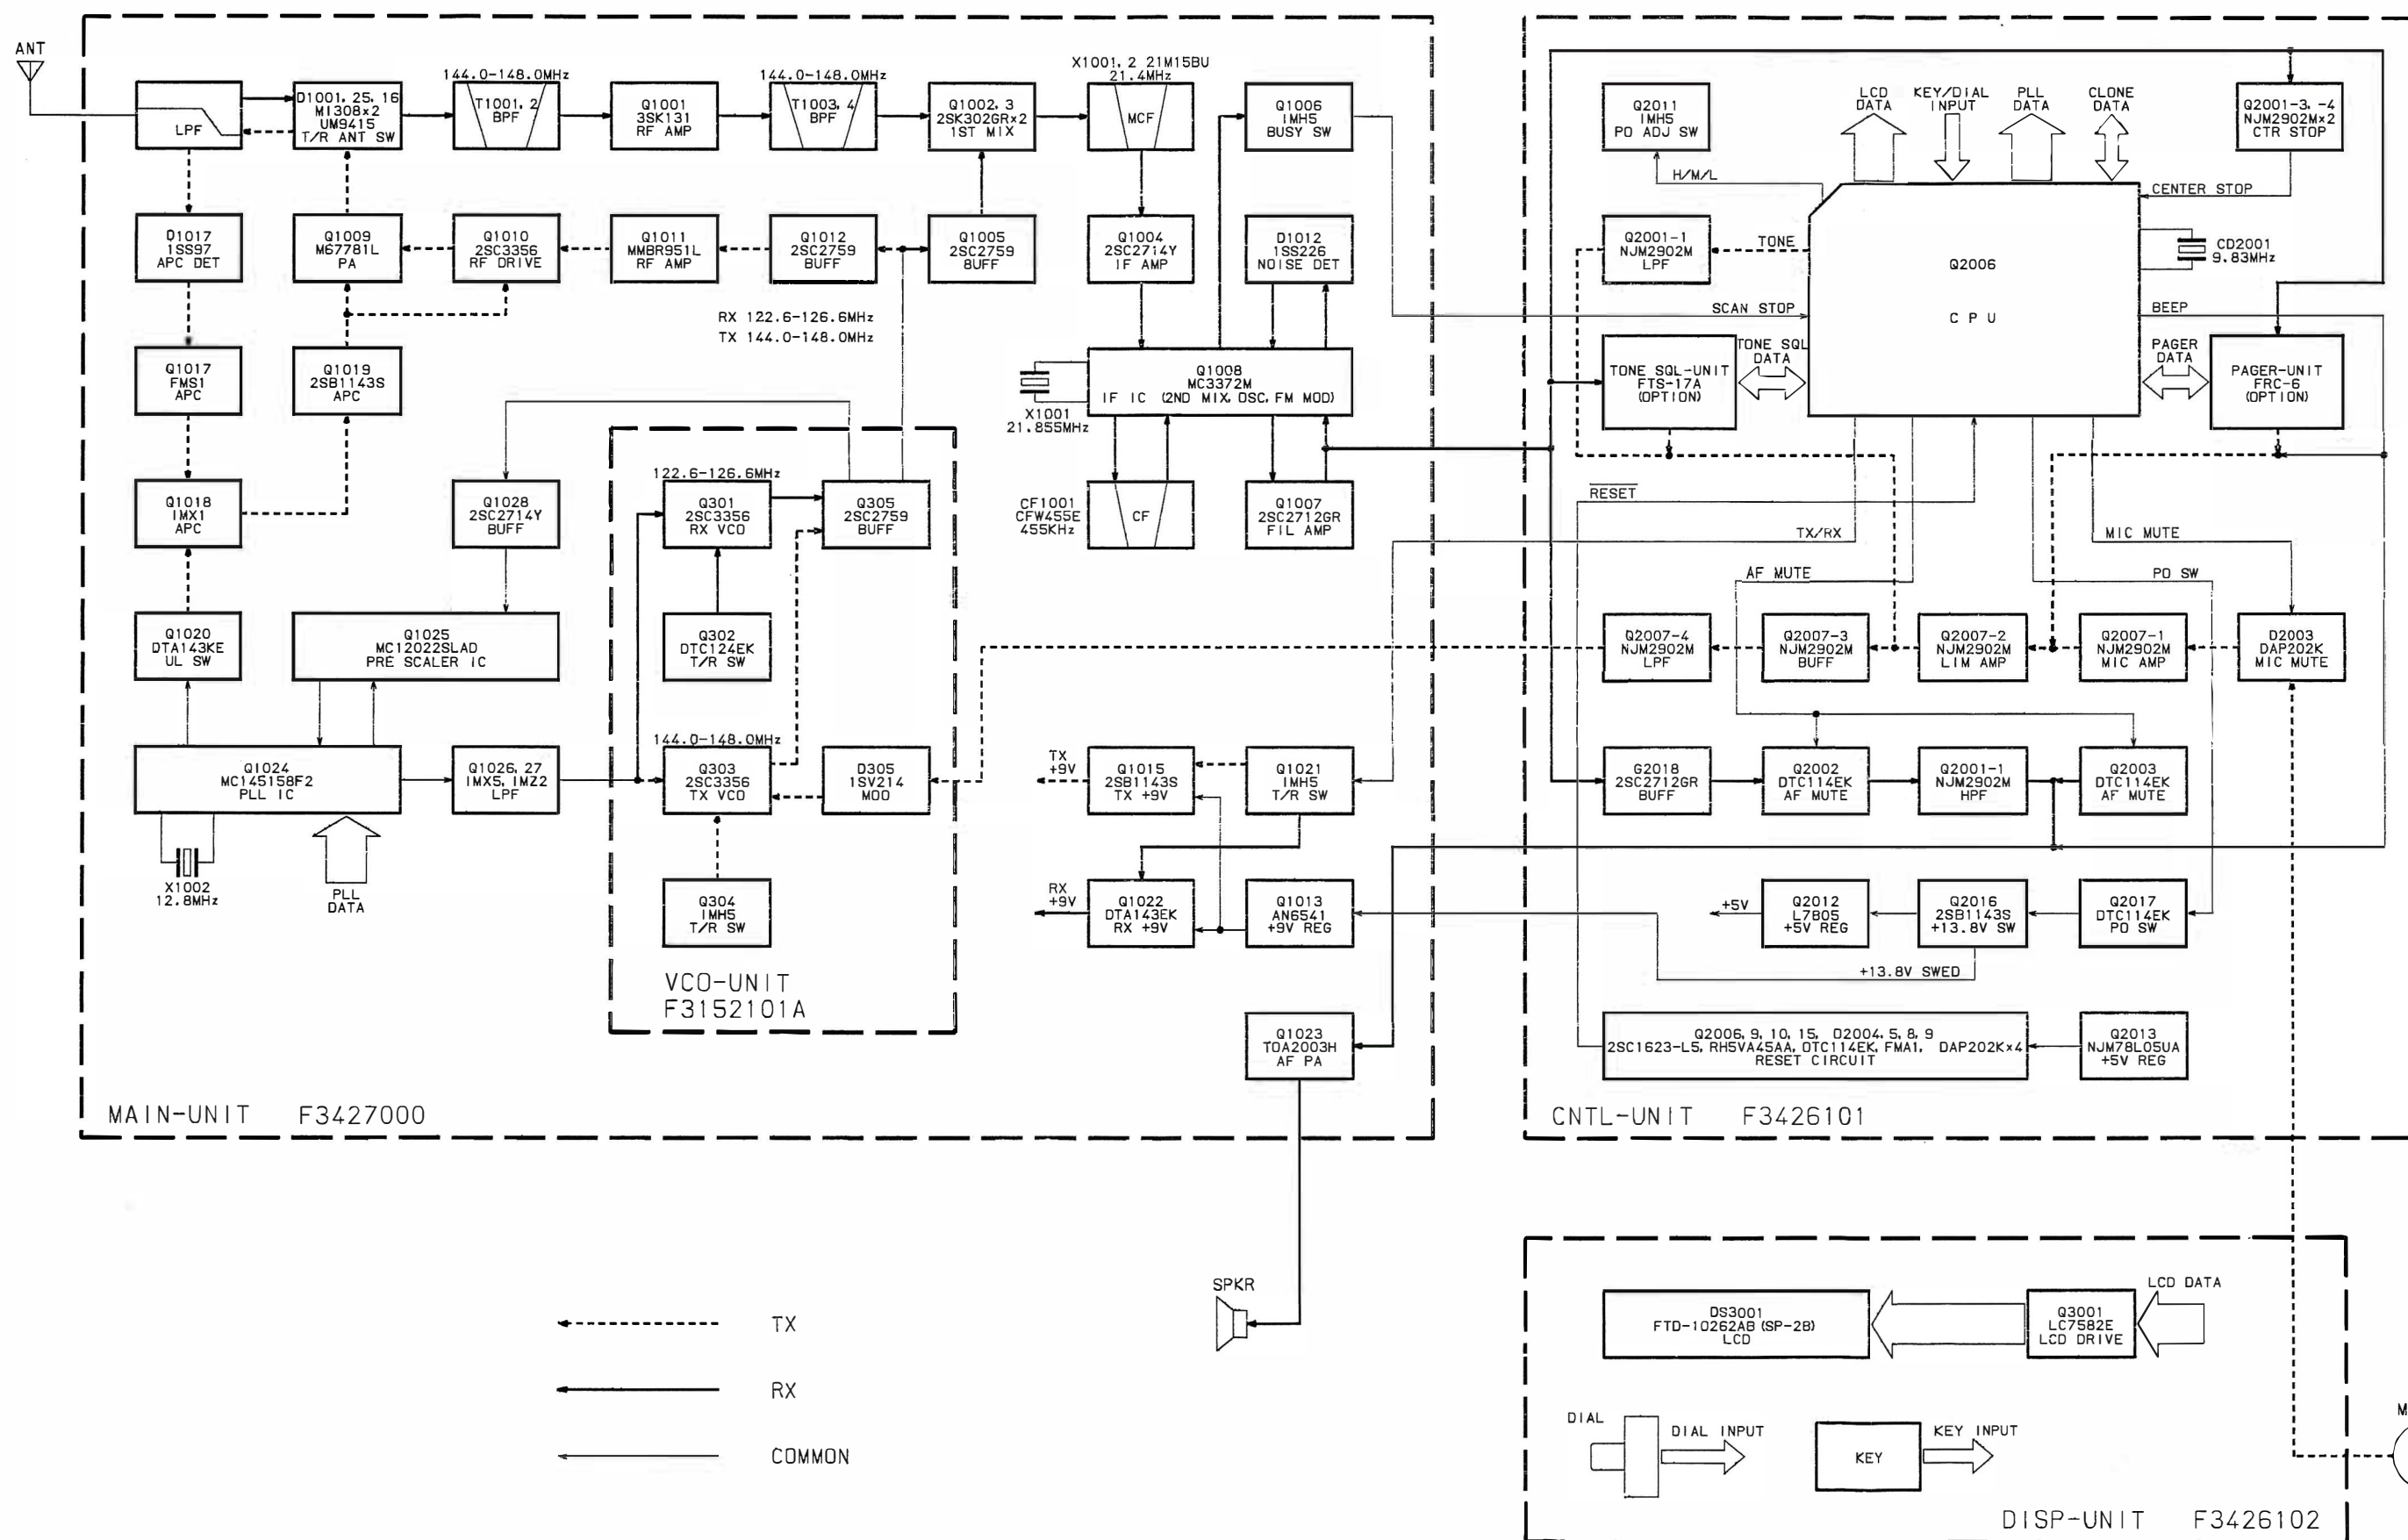 ANT
LPF
D1001, 25, 16
MI308×2
UM9415
T/R ANT SW
144.0-148.0MHz
T1001, 2
BPF
Q1001
3SK131
RF AMP
144.0-148.0MHz
T1003, 4
BPF
Q1002, 3
2SK302GR×2
1ST MIX
X1001, 2 21M15BU
21.4MHz
MCF
Q1006
IMH5
BUSY SW
D1017
1SS97
APC DET
Q1009
M67781L
PA
Q1010
2SC3356
RF DRIVE
Q1011
MMBR951L
RF AMP
Q1012
2SC2759
BUFF
Q1005
2SC2759
BUFF
Q1004
2SC2714Y
IF AMP
D1012
1SS226
NOISE DET
RX 122.6-126.6MHz
TX 144.0-148.0MHz
Q1017
FMS1
APC
Q1019
2SB1143S
APC
X1001
21.855MHz
Q1008
MC3372M
IF IC (2ND MIX, OSC, FM MOD)
Q1018
IMX1
APC
Q1028
2SC2714Y
BUFF
122.6-126.6MHz
Q301
2SC3356
RX VCO
Q305
2SC2759
BUFF
CF1001
CFW455E
455KHz
CF
Q1007
2SC2712GR
FIL AMP
Q1020
DTA143KE
UL SW
Q1025
MC12022SLAD
PRE SCALER IC
Q302
DTC124EK
T/R SW
Q1024
MC145158F2
PLL IC
Q1026, 27
IMX5, IMZ2
LPF
144.0-148.0MHz
Q303
2SC3356
TX VCO
D305
1SV214
MOD
TX
+9V
Q1015
2SB1143S
TX +9V
Q1021
IMH5
T/R SW
X1002
12.8MHz
PLL
DATA
Q304
IMH5
T/R SW
RX
+9V
Q1022
DTA143EK
RX +9V
Q1013
AN6541
+9V REG
VCO-UNIT
F3152101A
Q1023
TOA2003H
AF PA
MAIN-UNIT F3427000
SPKR
TX
RX
COMMON
Q2011
IMH5
PO ADJ SW
LCD
DATA
KEY/DIAL
INPUT
PLL
DATA
CLONE
DATA
Q2001-3, -4
NJM2902M×2
CTR STOP
H/M/L
CENTER STOP
Q2001-1
NJM2902M
LPF
TONE
Q2006
CPU
CD2001
9.83MHz
SCAN STOP
BEEP
TONE SQL-UNIT
FTS-17A
(OPTION)
TONE SQL
DATA
PAGER
DATA
PAGER-UNIT
FRC-6
(OPTION)
RESET
TX/RX
MIC MUTE
AF MUTE
PO SW
Q2007-4
NJM2902M
LPF
Q2007-3
NJM2902M
BUFF
Q2007-2
NJM2902M
LIM AMP
Q2007-1
NJM2902M
MIC AMP
D2003
DAP202K
MIC MUTE
G2018
2SC2712GR
BUFF
Q2002
DTC114EK
AF MUTE
Q2001-1
NJM2902M
HPF
Q2003
DTC114EK
AF MUTE
+5V
Q2012
L7805
+5V REG
Q2016
2SB1143S
+13.8V SW
Q2017
DTC114EK
PO SW
+13.8V SWED
Q2006, 9, 10, 15, D2004, 5, 8, 9
2SC1623-L5, RH5VA45AA, DTC114EK, FMA1, DAP202K×4
RESET CIRCUIT
Q2013
NJM78L05UA
+5V REG
CNTL-UNIT F3426101
DS3001
FTD-10262AB (SP-2B)
LCD
Q3001
LC7582E
LCD DRIVE
LCD DATA
DIAL
DIAL INPUT
KEY
KEY INPUT
DISP-UNIT F3426102